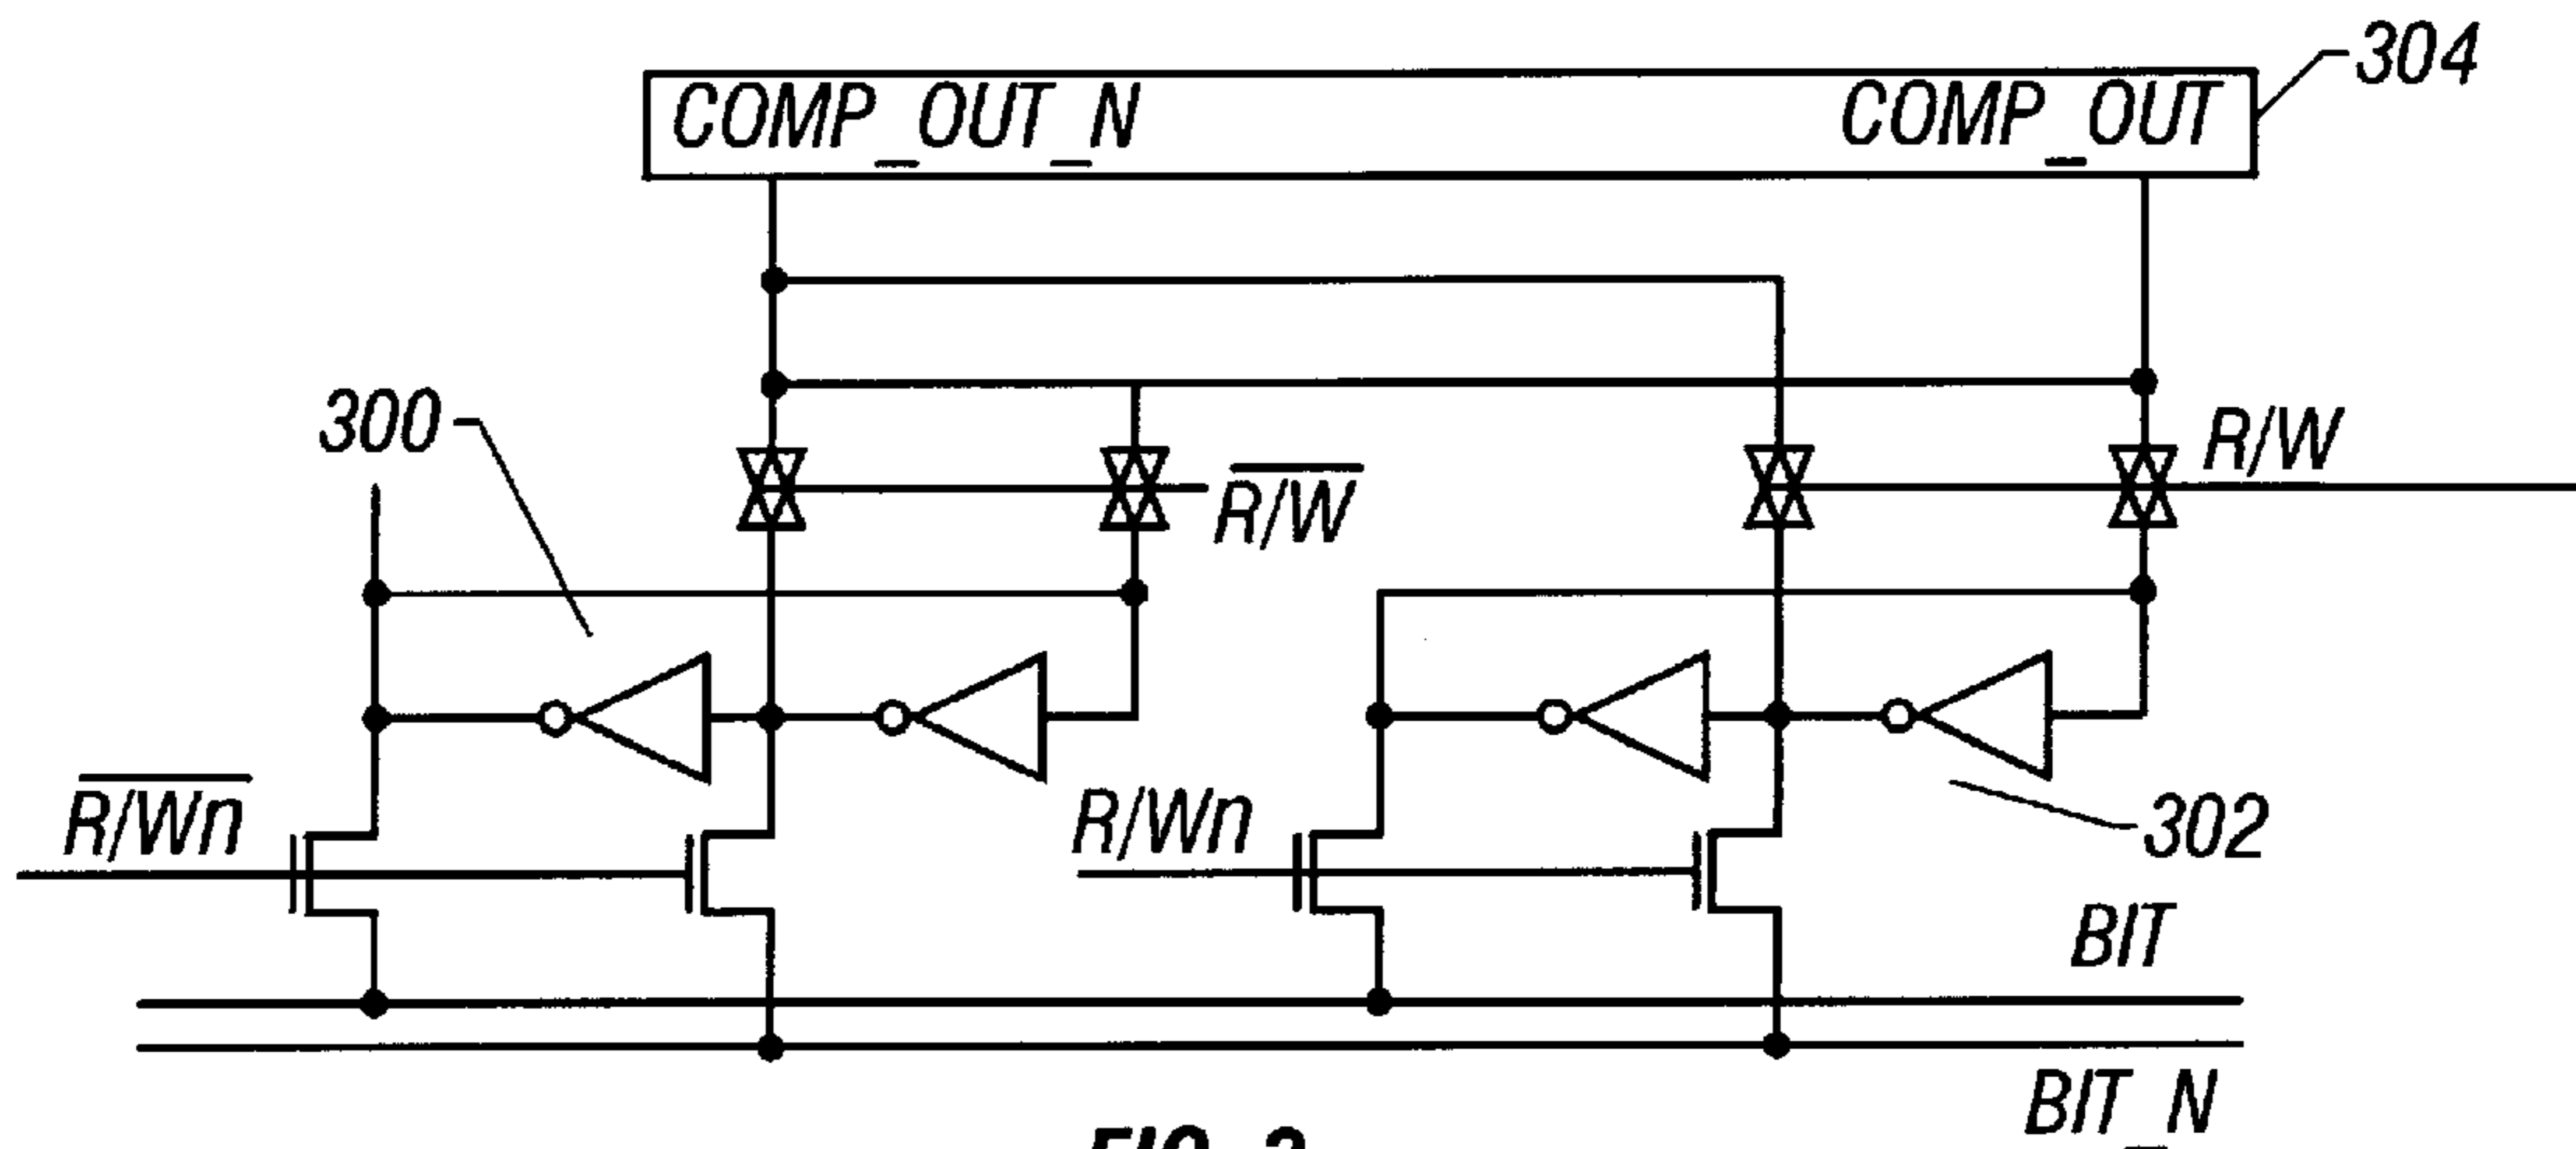 304
COMP_OUT_N COMP_OUT
300
R/W
R/W
R/Wn
R/Wn
302
BIT
BIT_N